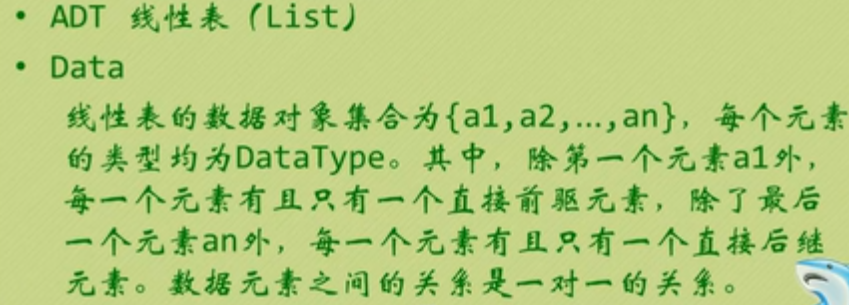 • ADT 线性表（List）
• Data
线性表的数据对象集合为{a1,a2,...,an}，每个元素
的类型均为DataType。其中，除第一个元素a1外，
每一个元素有且只有一个直接前驱元素，除了最后
一个元素an外，每一个元素有且只有一个直接后继
元素。数据元素之间的关系是一对一的关系。